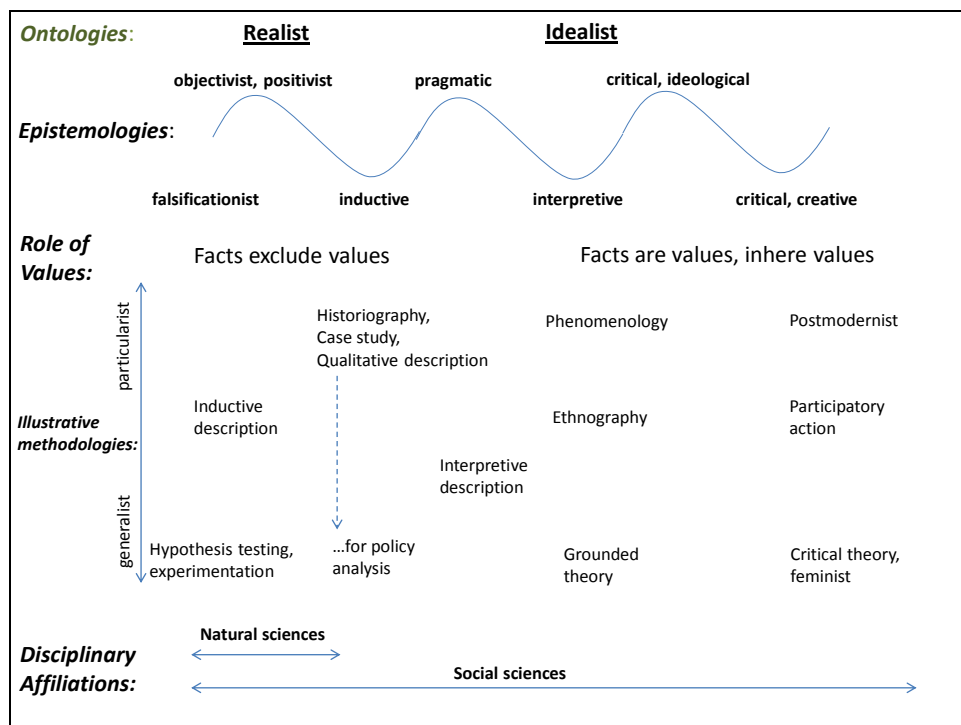 Ontologies: Realist Idealist
objectivist, positivist pragmatic critical, ideological
Epistemologies:
falsificationist inductive interpretive critical, creative
Role of
Values:
Facts exclude values Facts are values, inhere values
particularist
generalist
Illustrative
methodologies:
Historiography,
Case study,
Qualitative description
Phenomenology Postmodernist
Inductive
description
Ethnography
Participatory
action
Interpretive
description
Hypothesis testing,
experimentation
...for policy
analysis
Grounded
theory
Critical theory,
feminist
Disciplinary
Affiliations:
Natural sciences
Social sciences